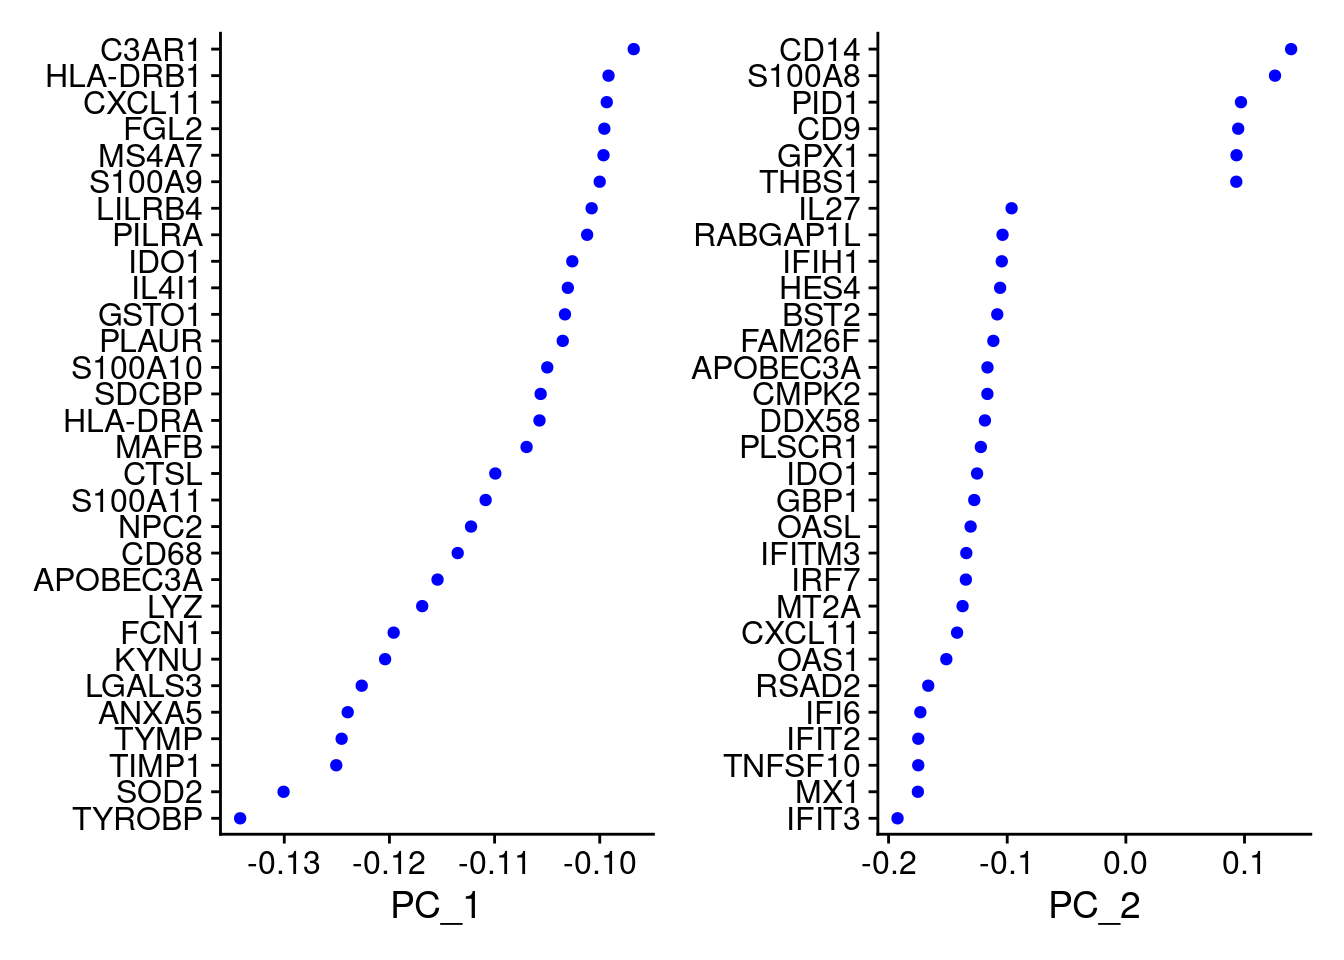 C3AR1
HLA-DRB1
CXCL11
FGL2
MS4A7
S100A9
LILRB4
PILRA
IDO1
IL4I1
GSTO1
PLAUR
S100A10
SDCBP
HLA-DRA
MAFB
CTSL
S100A11
NPC2
CD68
APOBEC3A
LYZ
FCN1
KYNU
LGALS3
ANXA5
TYMP
TIMP1
SOD2
TYROBP
-0.13 -0.12 -0.11 -0.10
PC_1
CD14
S100A8
PID1
CD9
GPX1
THBS1
IL27
RABGAP1L
IFIH1
HES4
BST2
FAM26F
APOBEC3A
CMPK2
DDX58
PLSCR1
IDO1
GBP1
OASL
IFITM3
IRF7
MT2A
CXCL11
OAS1
RSAD2
IFI6
IFIT2
TNFSF10
MX1
IFIT3
-0.2 -0.1 0.0 0.1
PC_2